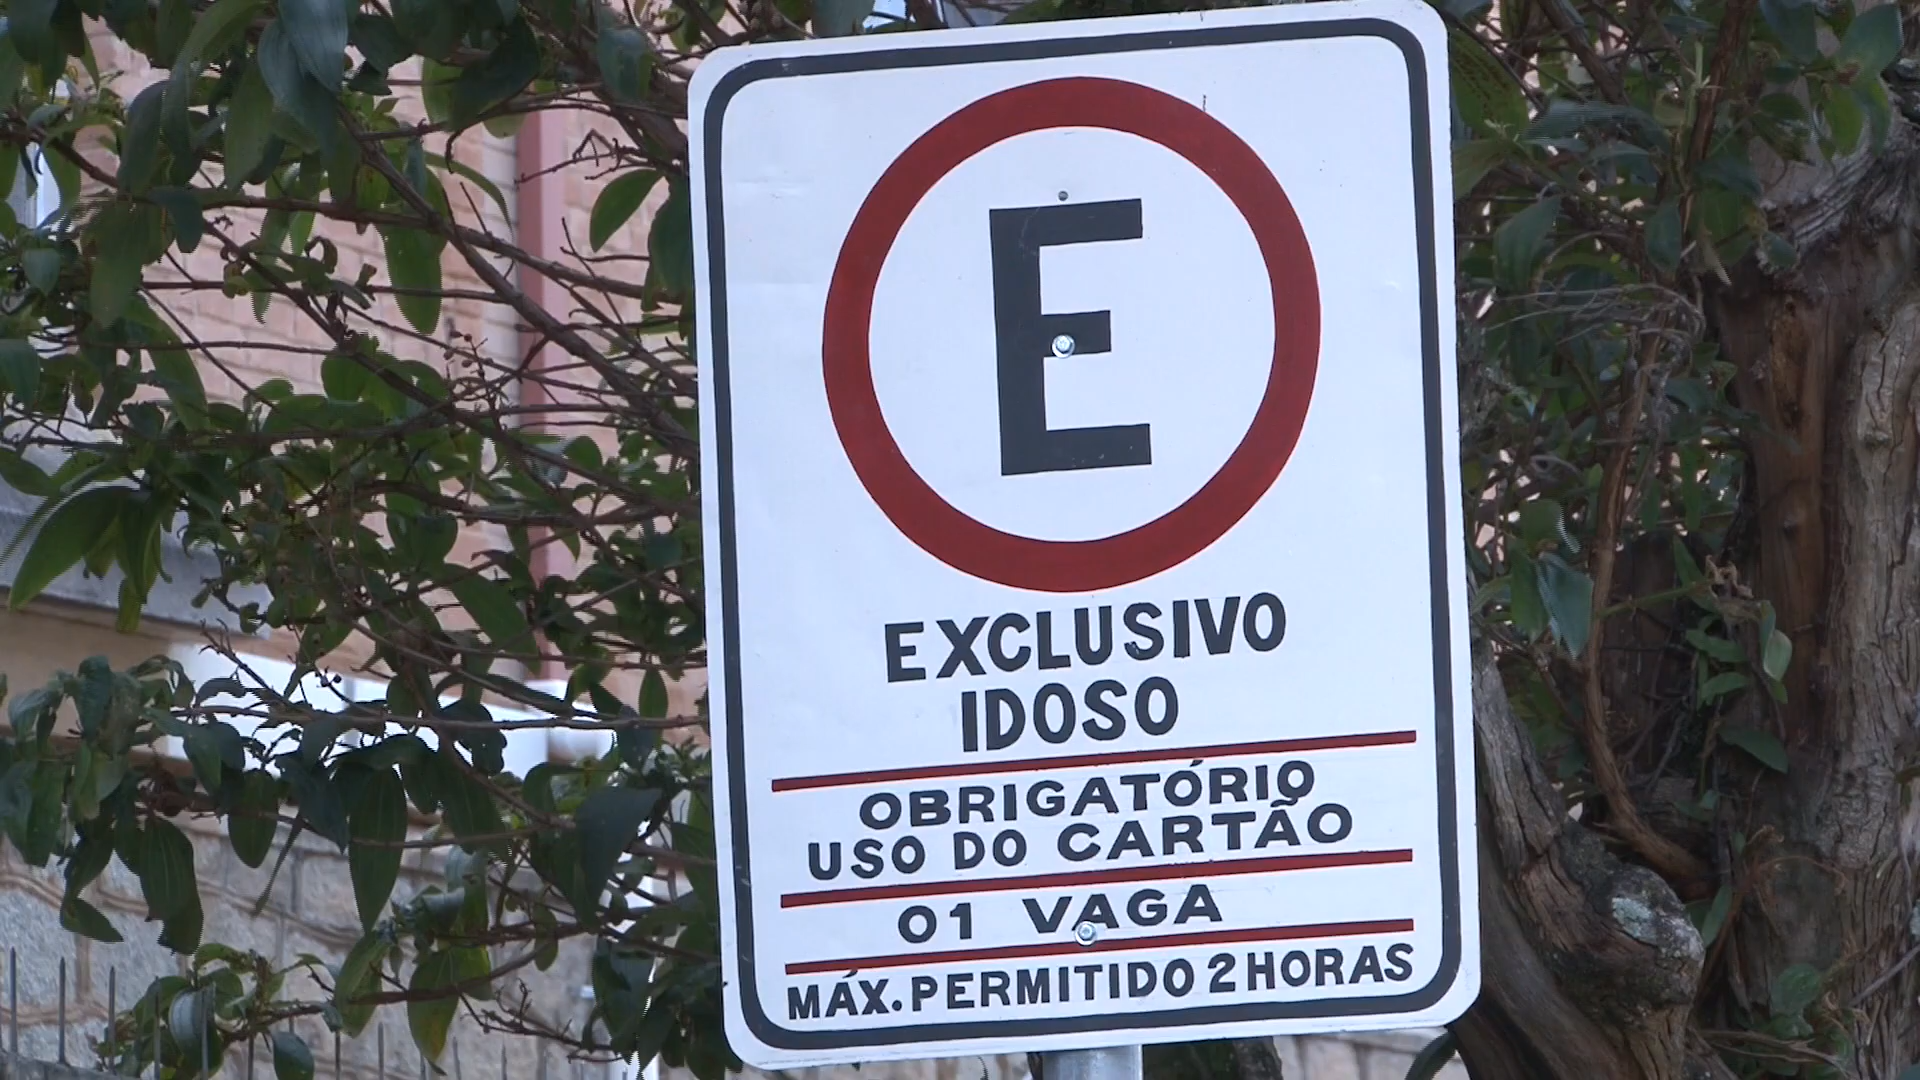 E
EXCLUSIVO
IDOSO
OBRIGATÓRIO
USO DO CARTÃO
01 VAGA
MÁX. PERMITIDO 2 HORAS